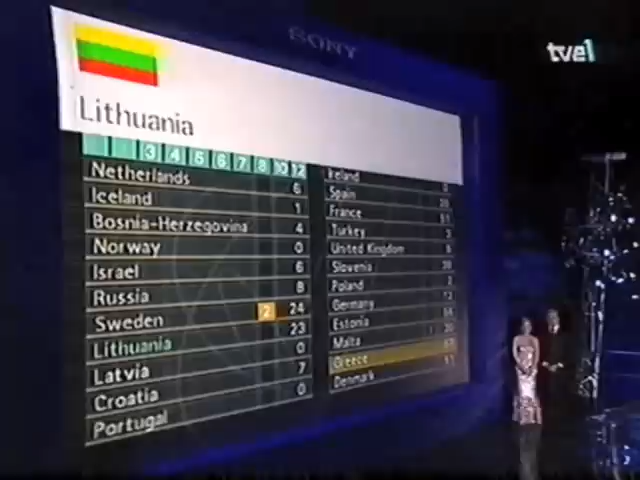 SONY
tve1
Lithuania
3 4 5 6 7 8 10 12
Netherlands 6
Iceland 1
Bosnia-Herzegovina 4
Norway 0
Israel 6
Russia 8
Sweden 2 24
Lithuania 23
Latvia 0
Croatia 7
Portugal 0
Ireland 0
Spain
France
Turkey
United Kingdom
Slovenia
Poland 2
Germany
Estonia
Malta
Greece
Denmark